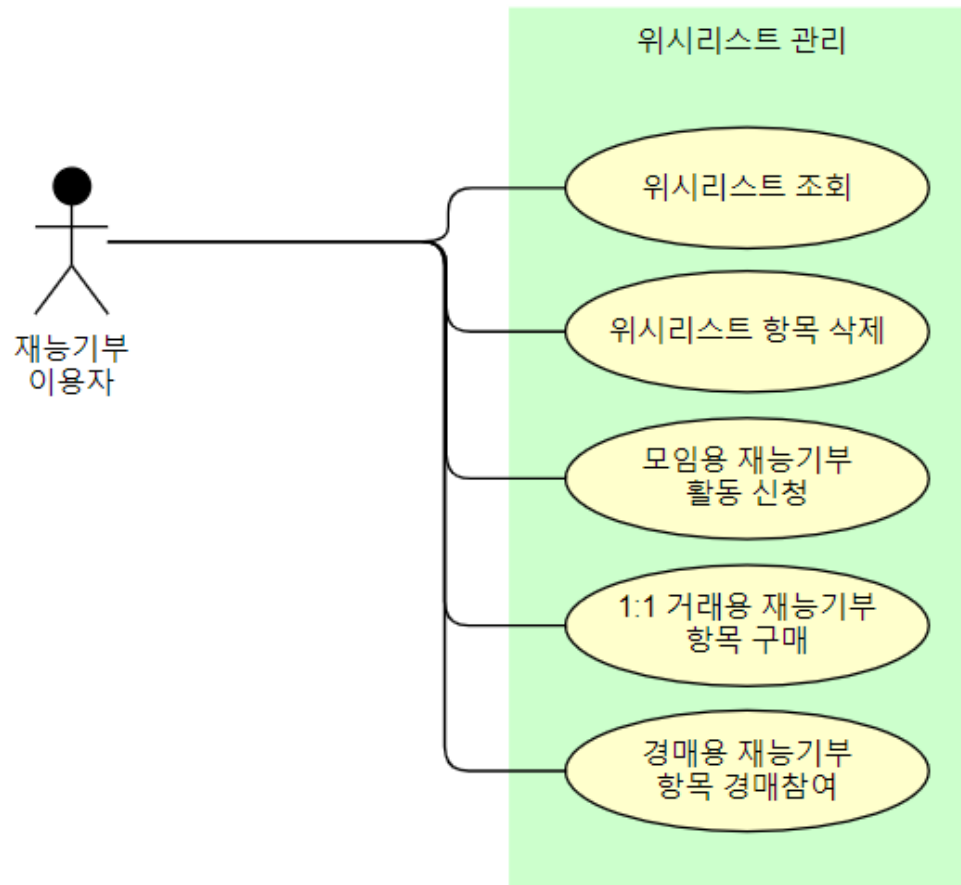 위시리스트 관리
위시리스트 조회
위시리스트 항목 삭제
재능기부
이용자
모임용 재능기부
활동 신청
1:1 거래용 재능기부
항목 구매
경매용 재능기부
항목 경매참여